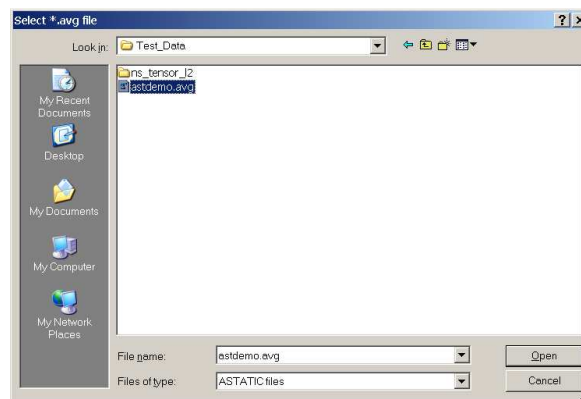 Select *.avg file
Look in: Test_Data
ns_tensor_l2
astdemo.avg
My Recent
Documents
Desktop
My Documents
My Computer
My Network
Places
File name: astdemo.avg Open
Files of type: ASTATIC files Cancel